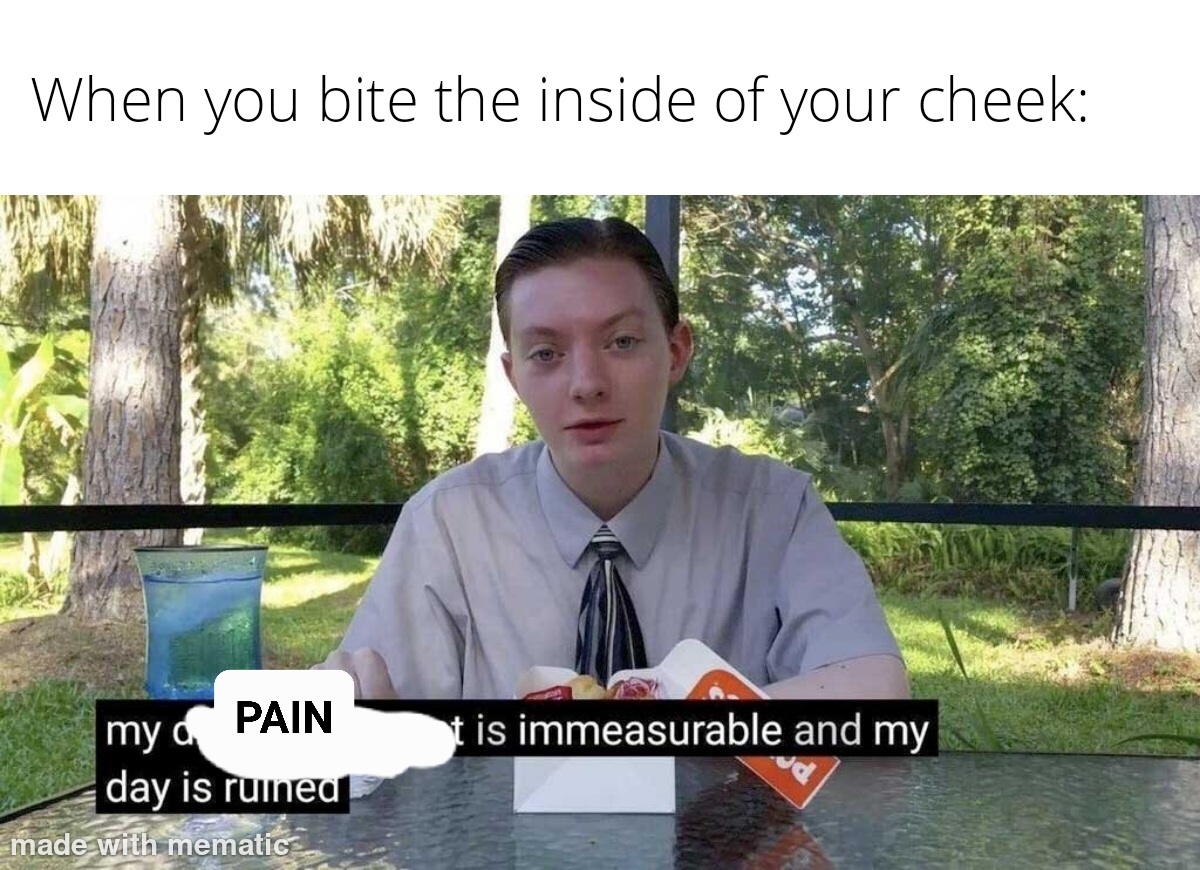 When you bite the inside of your cheek:
PAIN
my d t is immeasurable and my
day is ruined
made with mematic